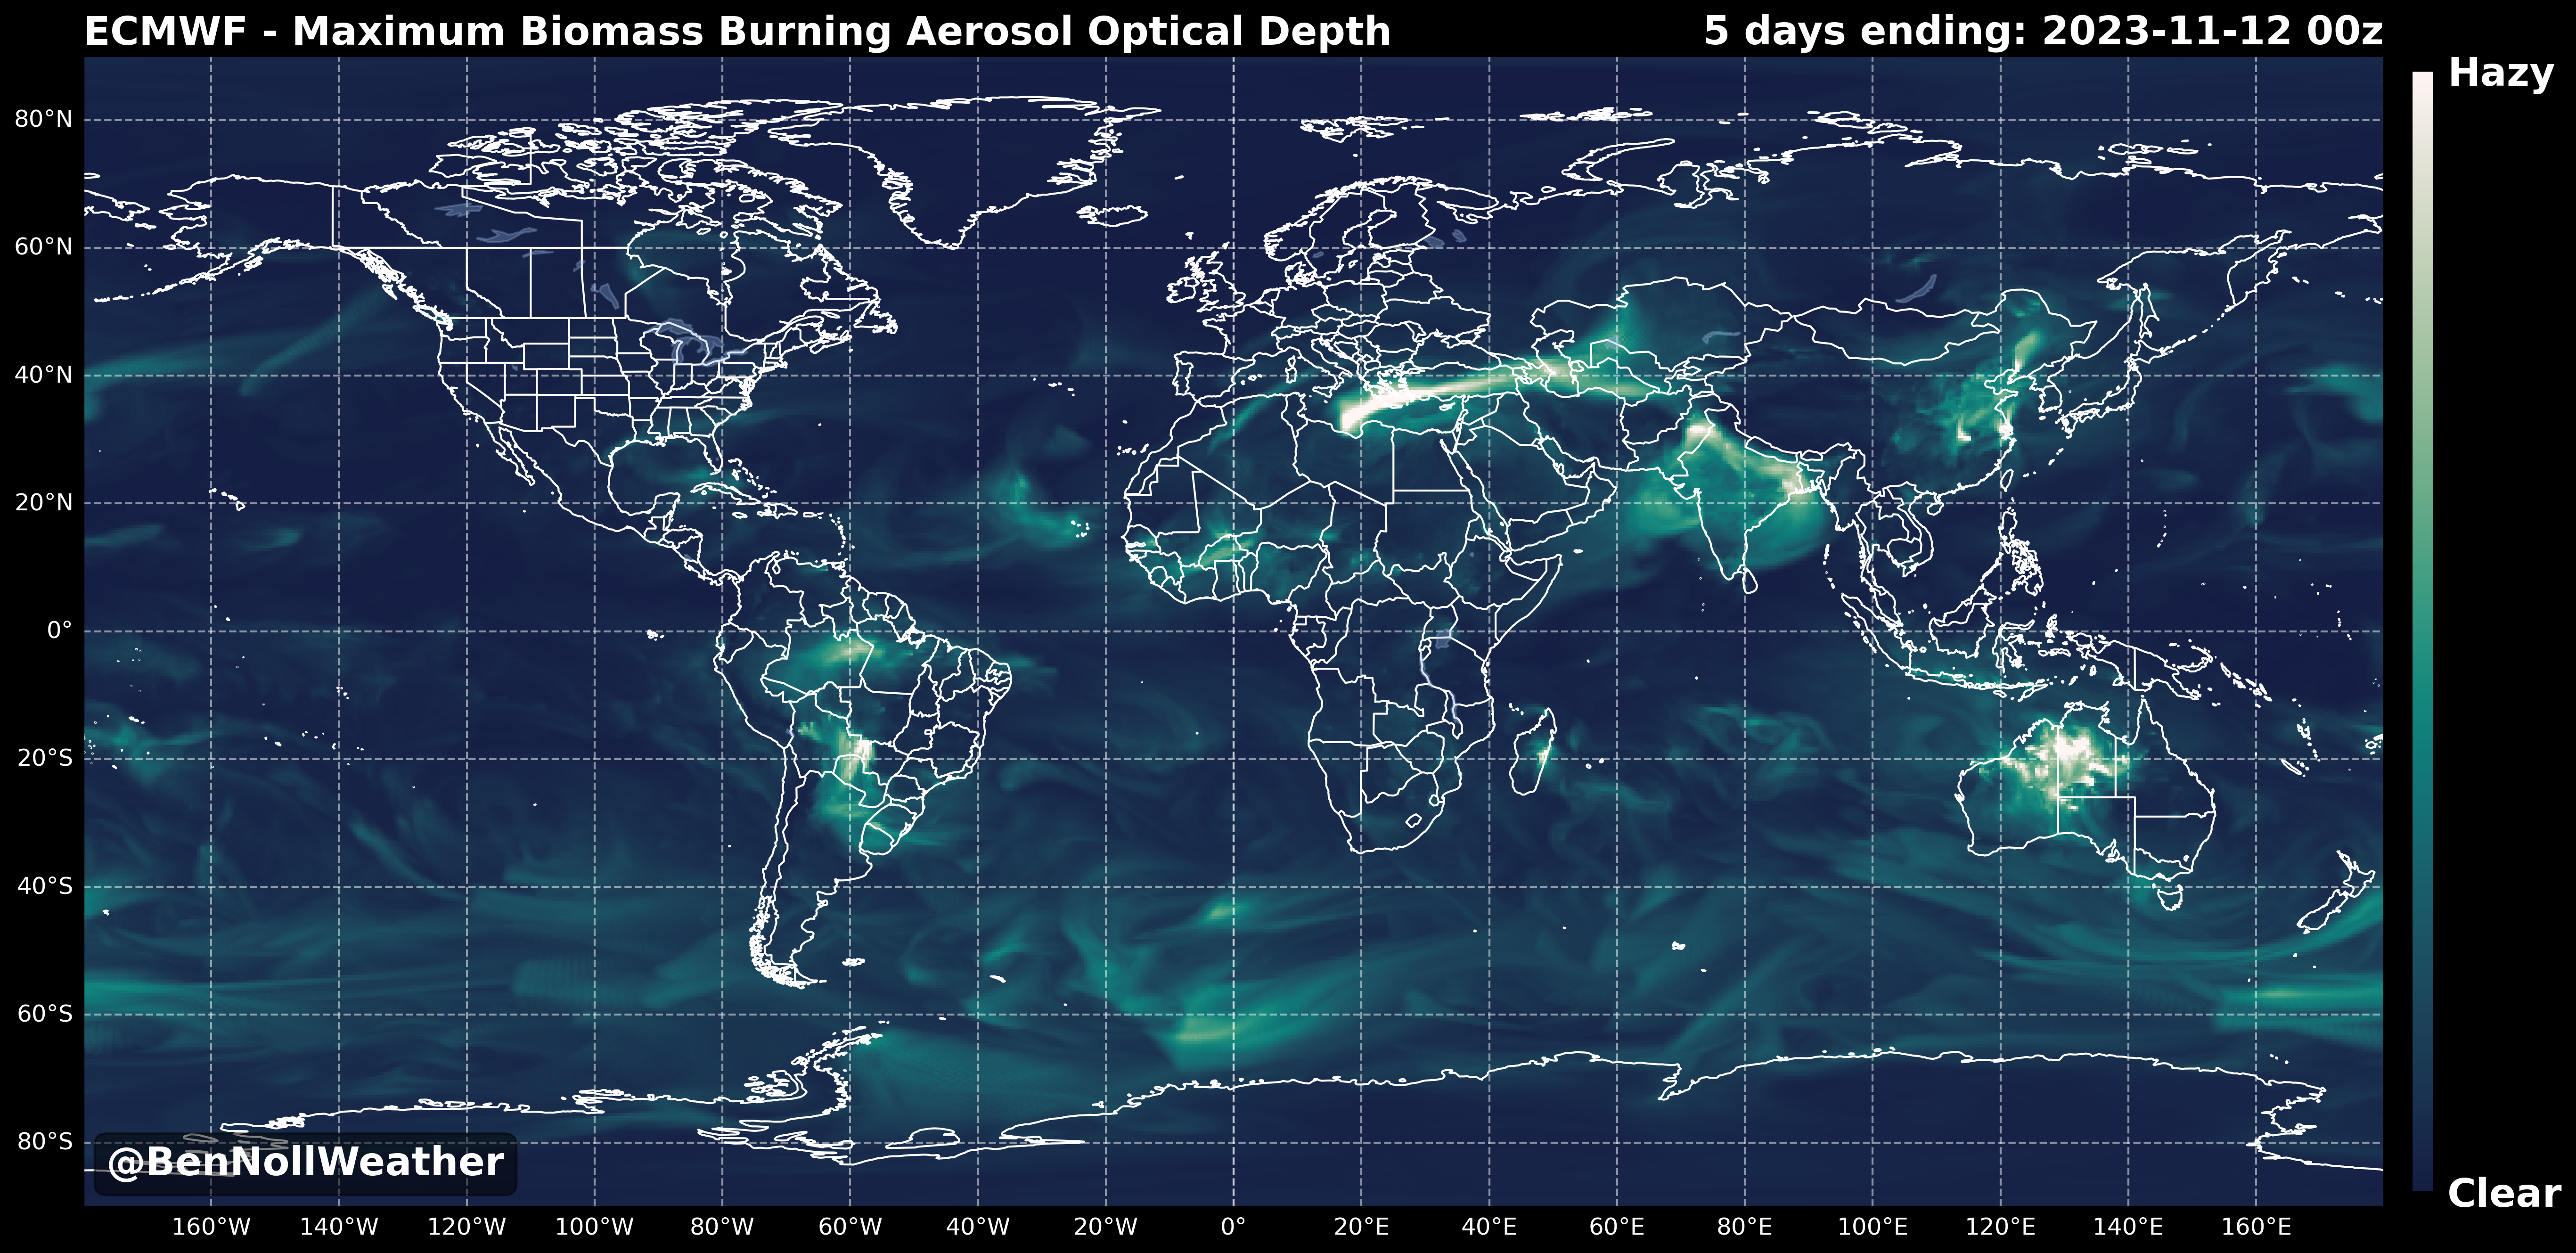 ECMWF - Maximum Biomass Burning Aerosol Optical Depth
5 days ending: 2023-11-12 00z
Hazy
80°N
60°N
40°N
20°N
0°
20°S
40°S
60°S
80°S
@BenNollWeather
Clear
160°W 140°W 120°W 100°W 80°W 60°W 40°W 20°W 0° 20°E 40°E 60°E 80°E 100°E 120°E 140°E 160°E